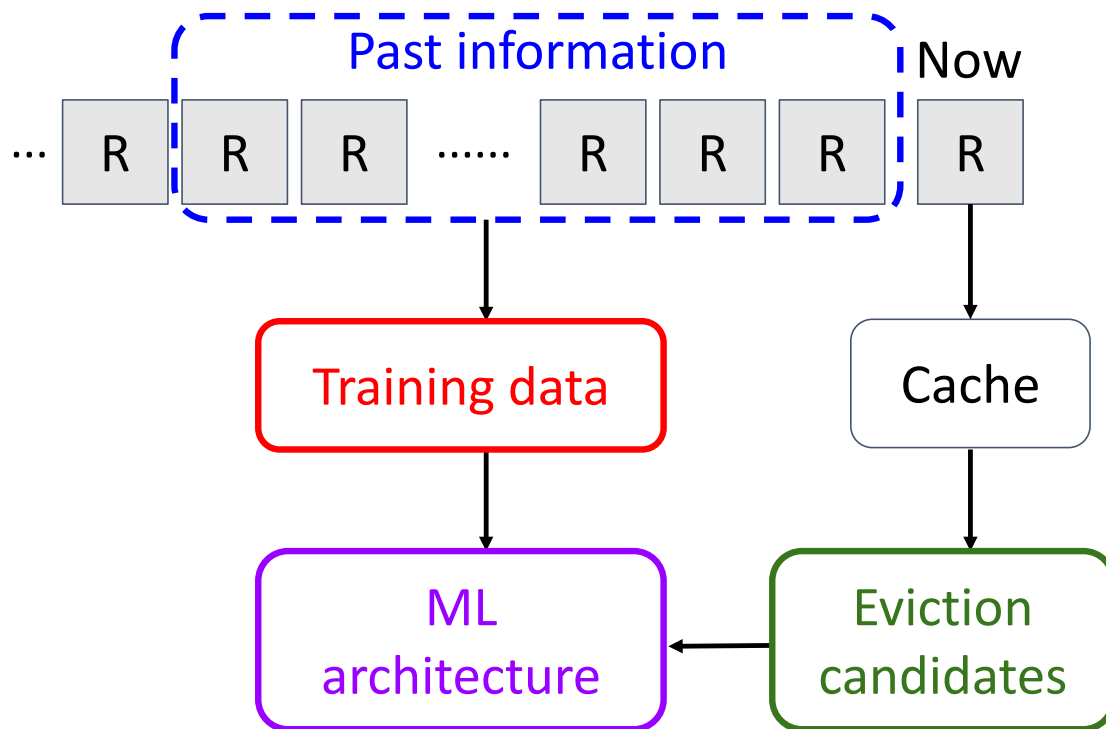 Past information
Now
... R R R ...... R R R R
Training data
Cache
ML
architecture
Eviction
candidates